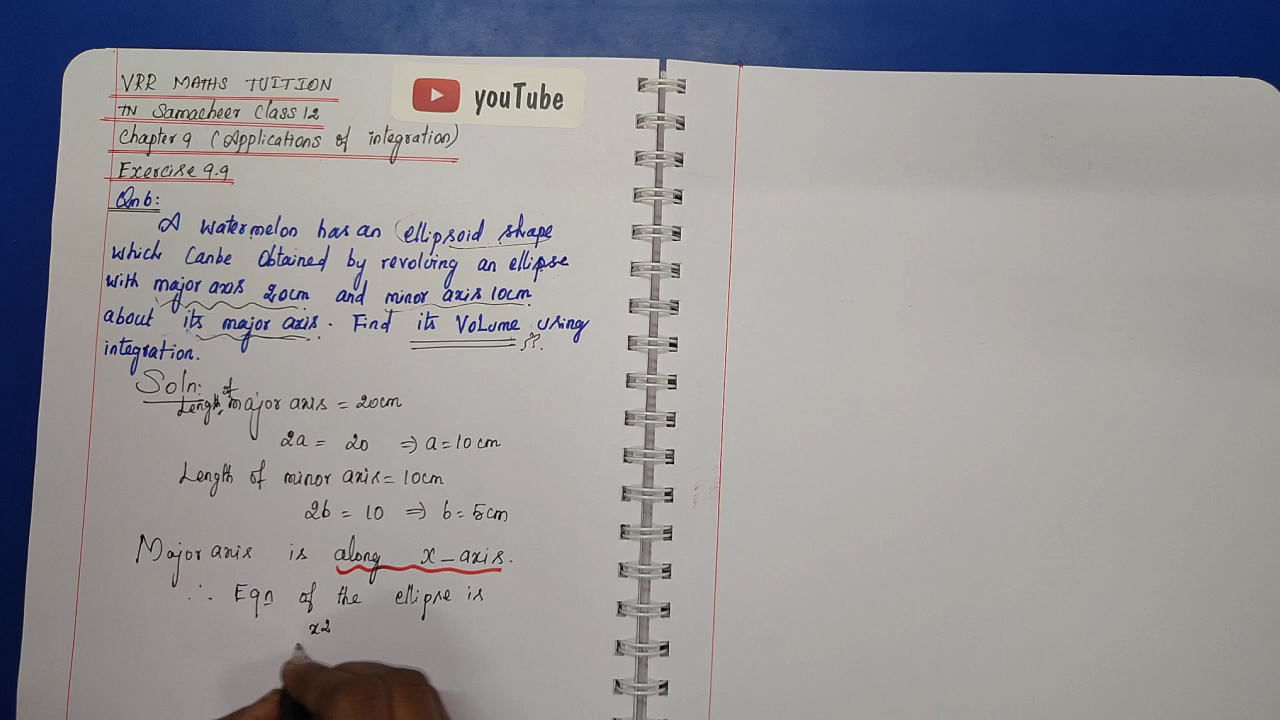 VRR MATHS TUITION
YouTube
TN Samacheer Class 12
Chapter 9 (Applications of integration)
Exercise 9.9
Qn 6:
A watermelon has an ellipsoid shape
which Canbe Obtained by revolving an ellipse
with major axis 20cm and minor axis 10cm
about its major axis. Find its VoLume using
integration.
Soln:
Length of major axis = 20cm
2a = 20 ⇒ a = 10 cm
Length of minor axis = 10cm
2b = 10 ⇒ b = 5cm
Major axis is along x-axis.
∴ Eqn of the ellipse is
x2